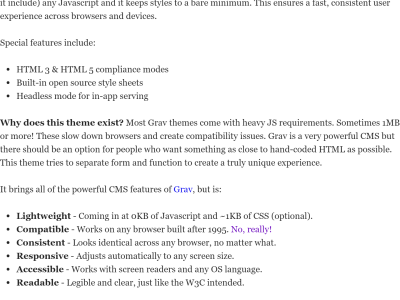 it include) any Javascript and it keeps styles to a bare minimum. This ensures a fast, consistent user
experience across browsers and devices.
Special features include:
• HTML 3 & HTML 5 compliance modes
• Built-in open source style sheets
• Headless mode for in-app serving
Why does this theme exist? Most Grav themes come with heavy JS requirements. Sometimes 1MB
or more! These slow down browsers and create compatibility issues. Grav is a very powerful CMS but
there should be an option for people who want something as close to hand-coded HTML as possible.
This theme tries to separate form and function to create a truly unique experience.
It brings all of the powerful CMS features of Grav, but is:
• Lightweight - Coming in at 0KB of Javascript and ~1KB of CSS (optional).
• Compatible - Works on any browser built after 1995. No, really!
• Consistent - Looks identical across any browser, no matter what.
• Responsive - Adjusts automatically to any screen size.
• Accessible - Works with screen readers and any OS language.
• Readable - Legible and clear, just like the W3C intended.